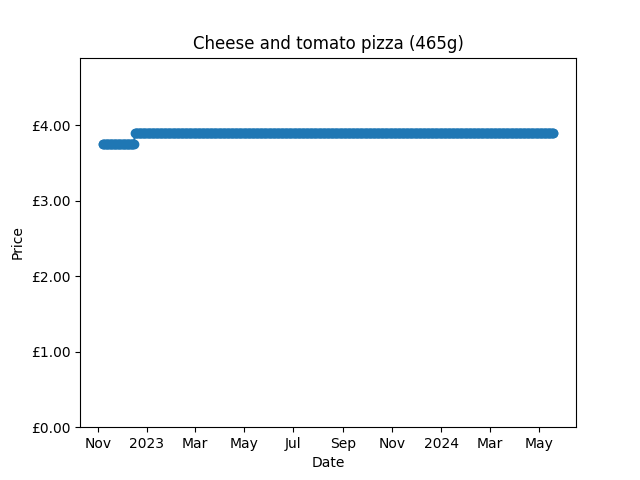 Cheese and tomato pizza (465g)
£4.00
£3.00
£2.00
£1.00
£0.00
Price
Nov 2023 Mar May Jul Sep Nov 2024 Mar May
Date